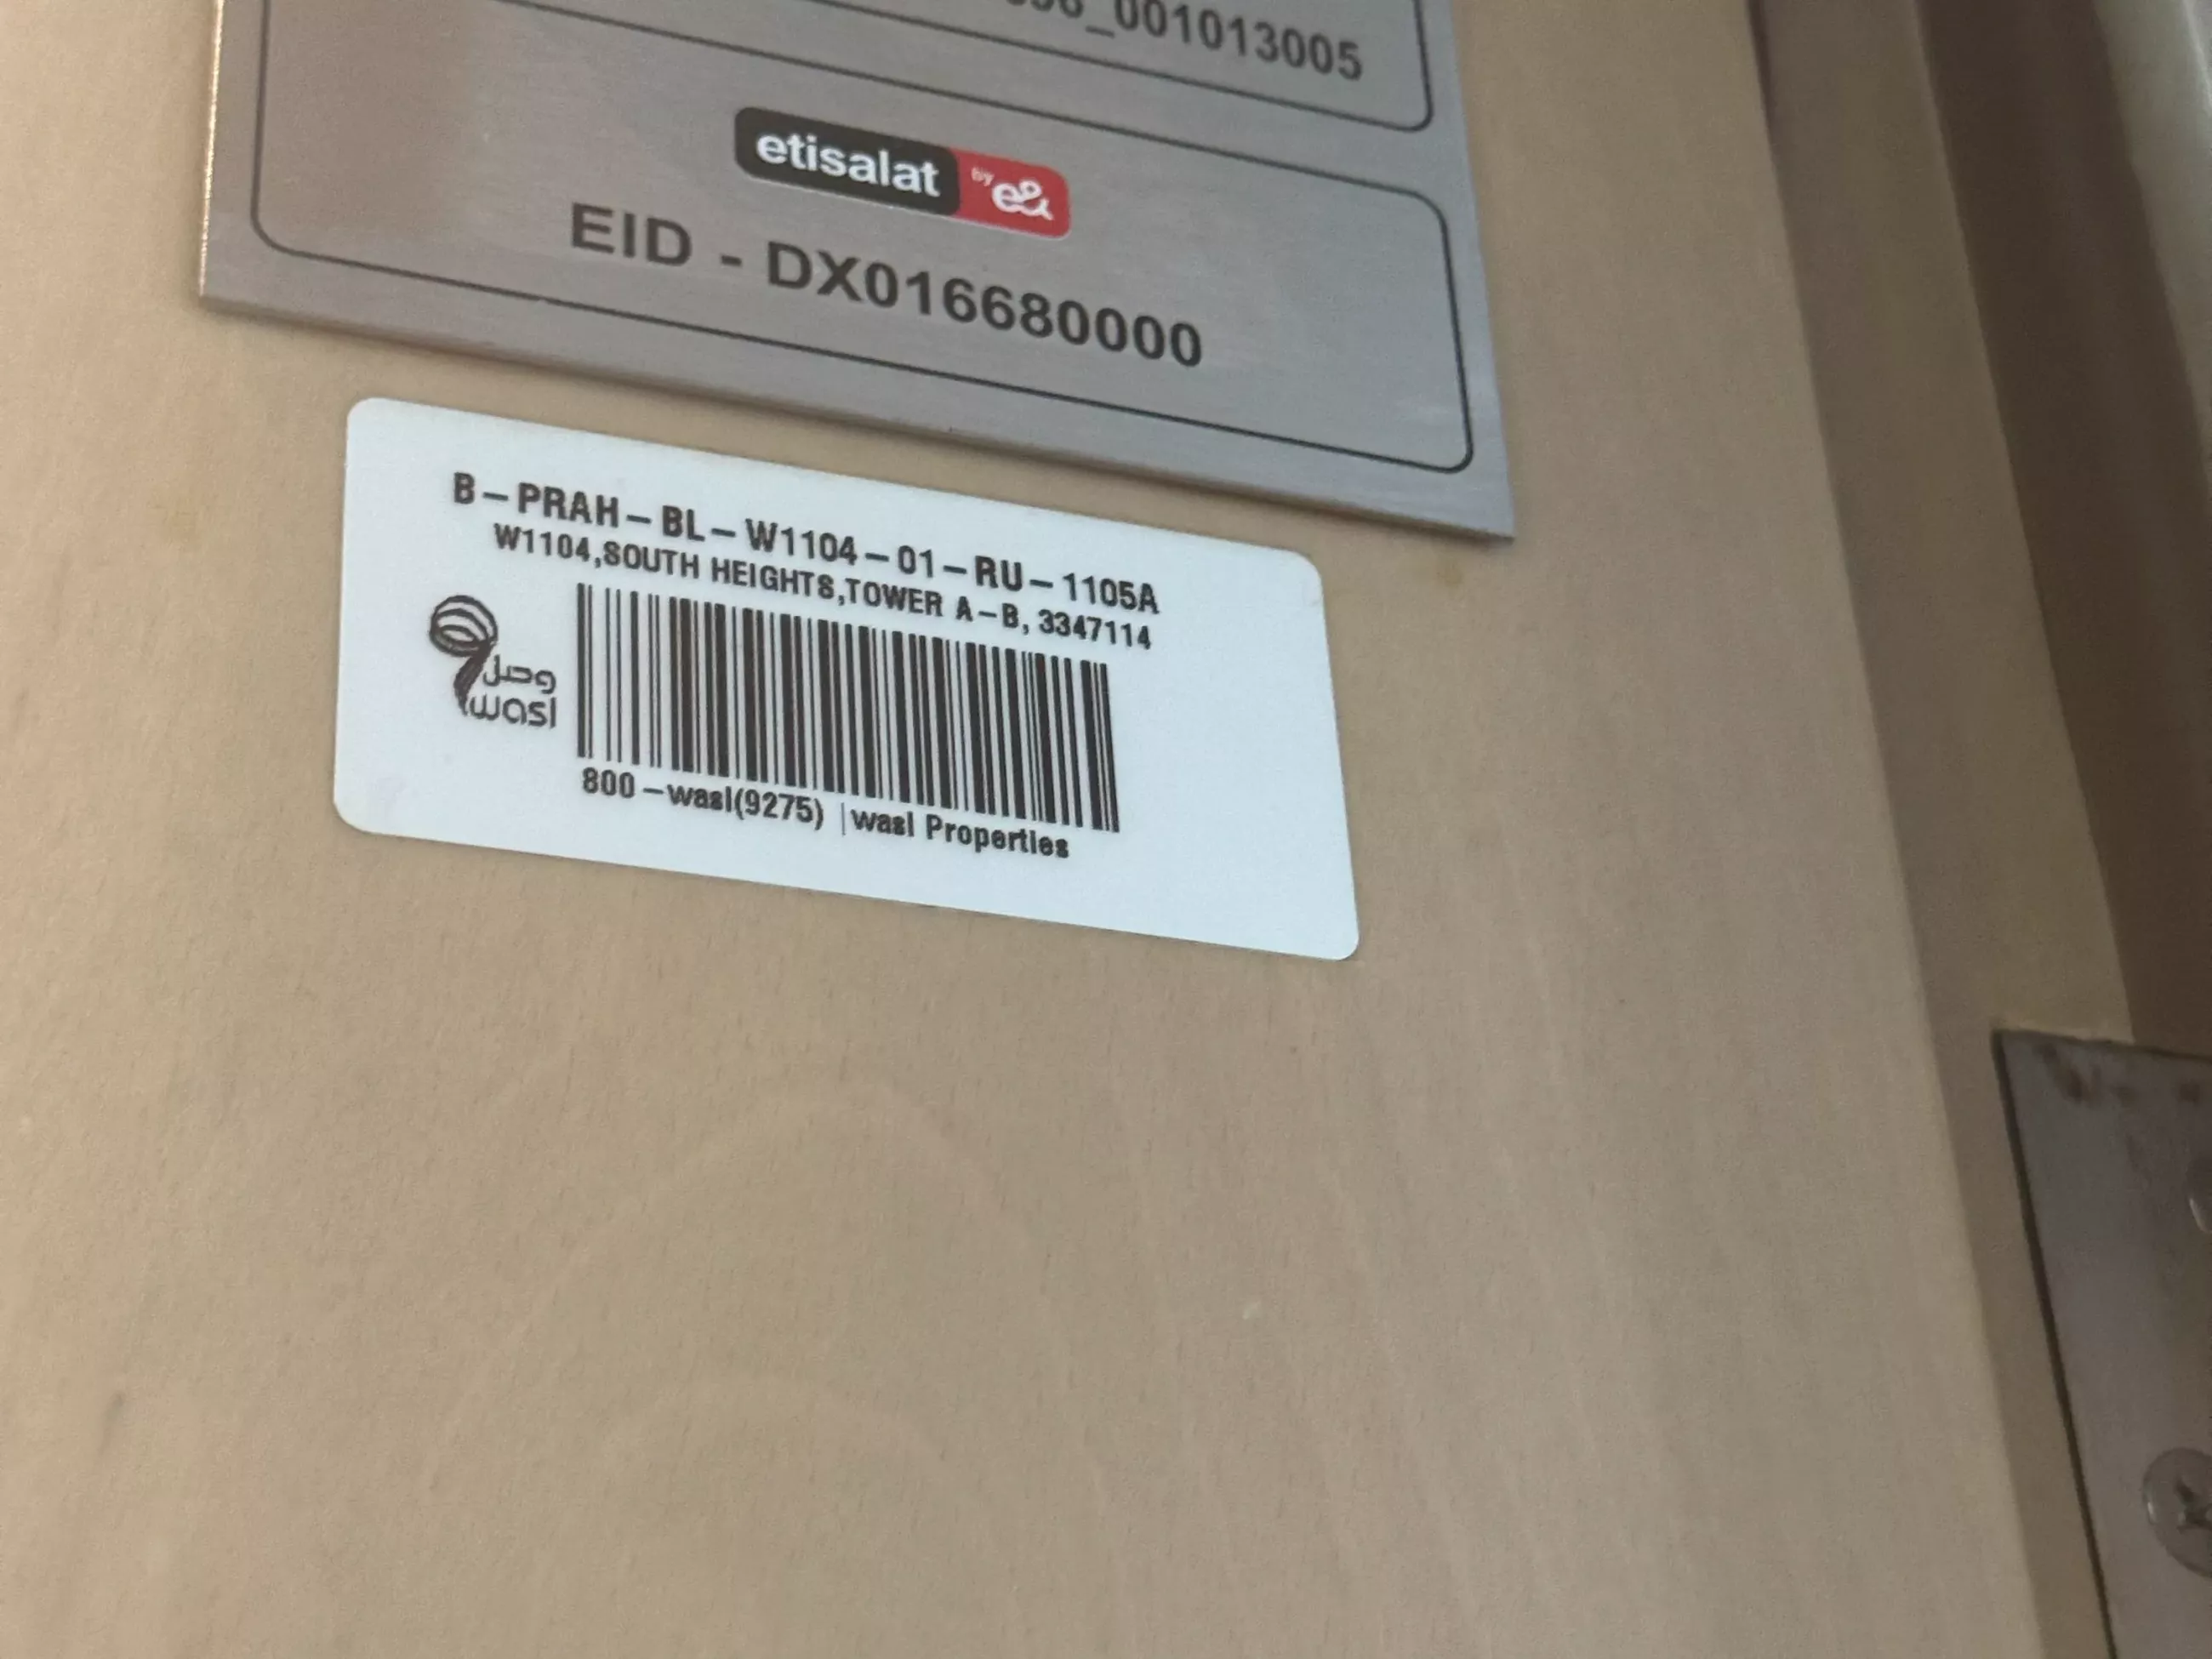 001013005
etisalat by e&
EID - DX016680000
B-PRAH-BL-W1104-01-RU-1105A
W1104,SOUTH HEIGHTS,TOWER A-B, 3347114
وصل
wasl
800-wasl(9275) |wasl Properties